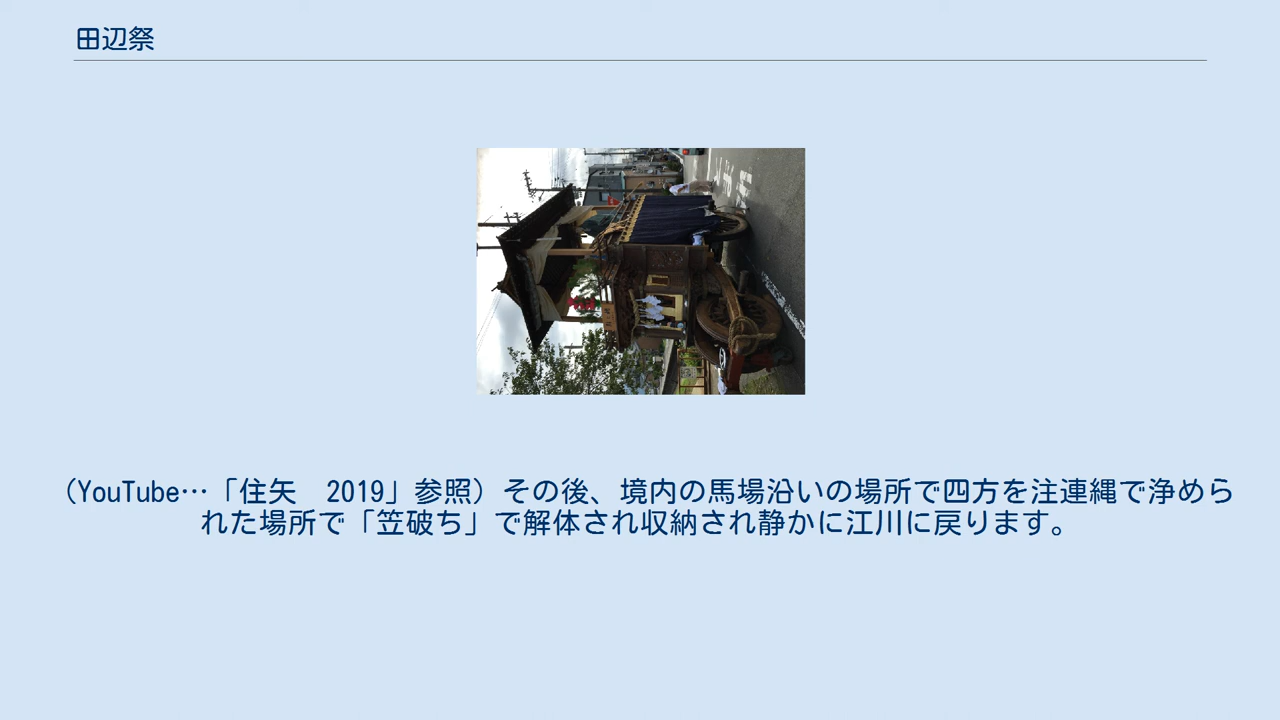 田辺祭
（YouTube…「住矢　2019」参照）その後、境内の馬場沿いの場所で四方を注連縄で浄めら
れた場所で「笠破ち」で解体され収納され静かに江川に戻ります。